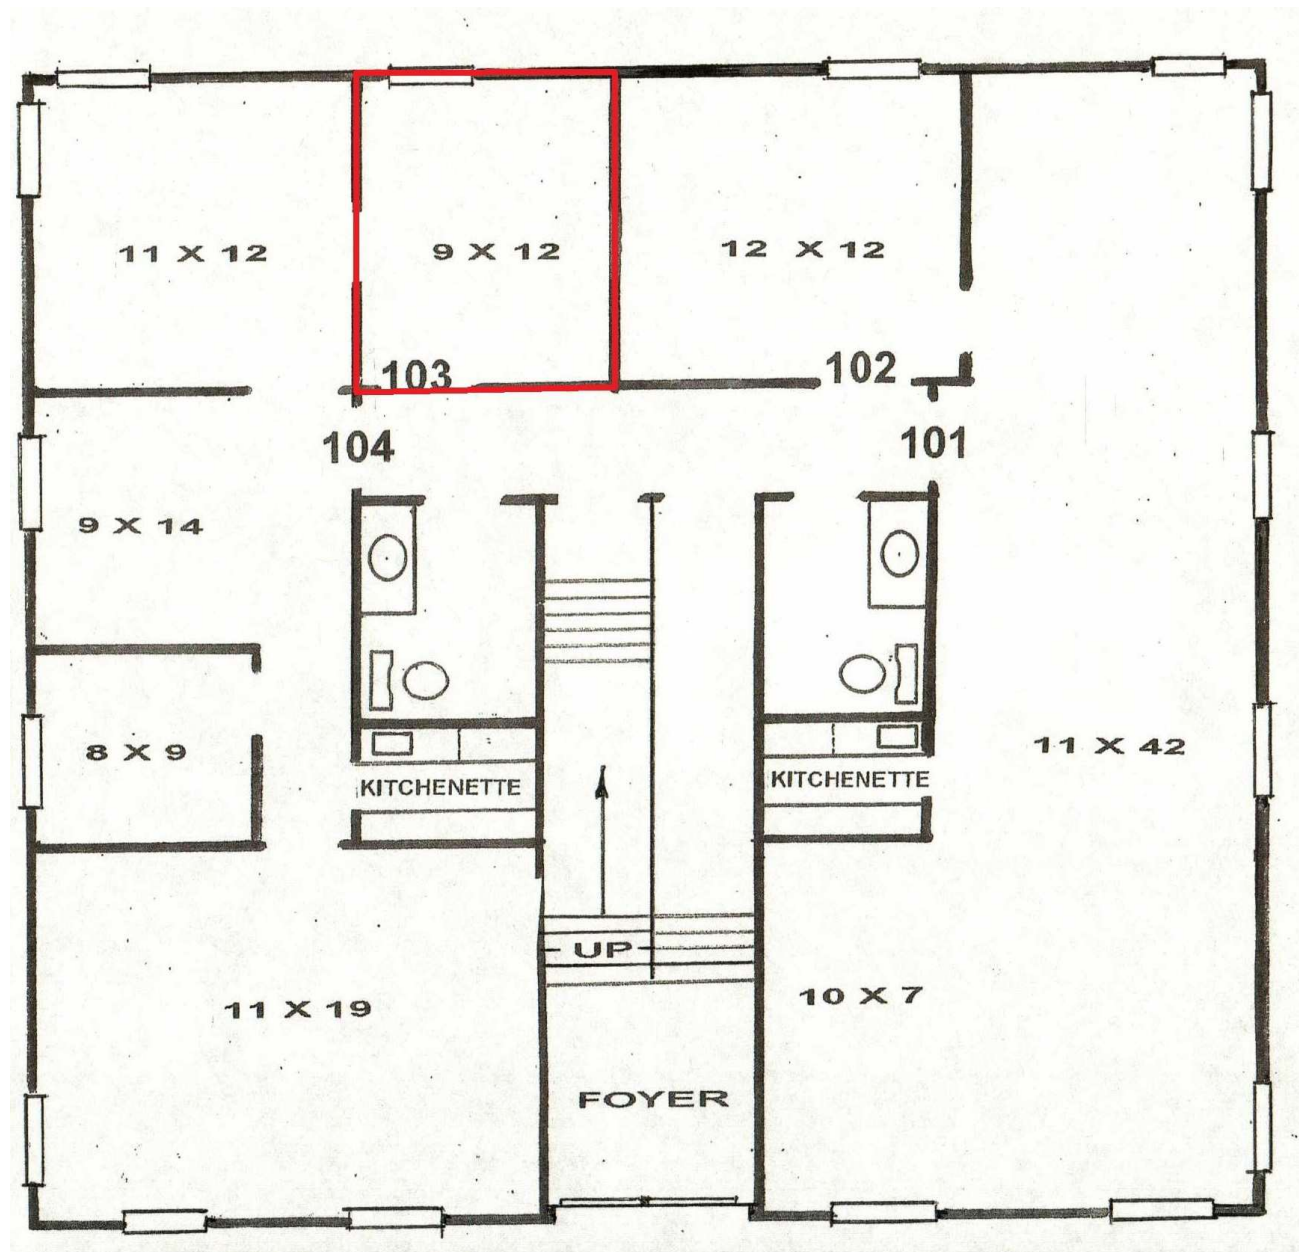 11 X 12
9 X 12
12 X 12
103
102
104
101
9 X 14
8 X 9
11 X 42
KITCHENETTE
KITCHENETTE
UP
11 X 19
10 X 7
FOYER